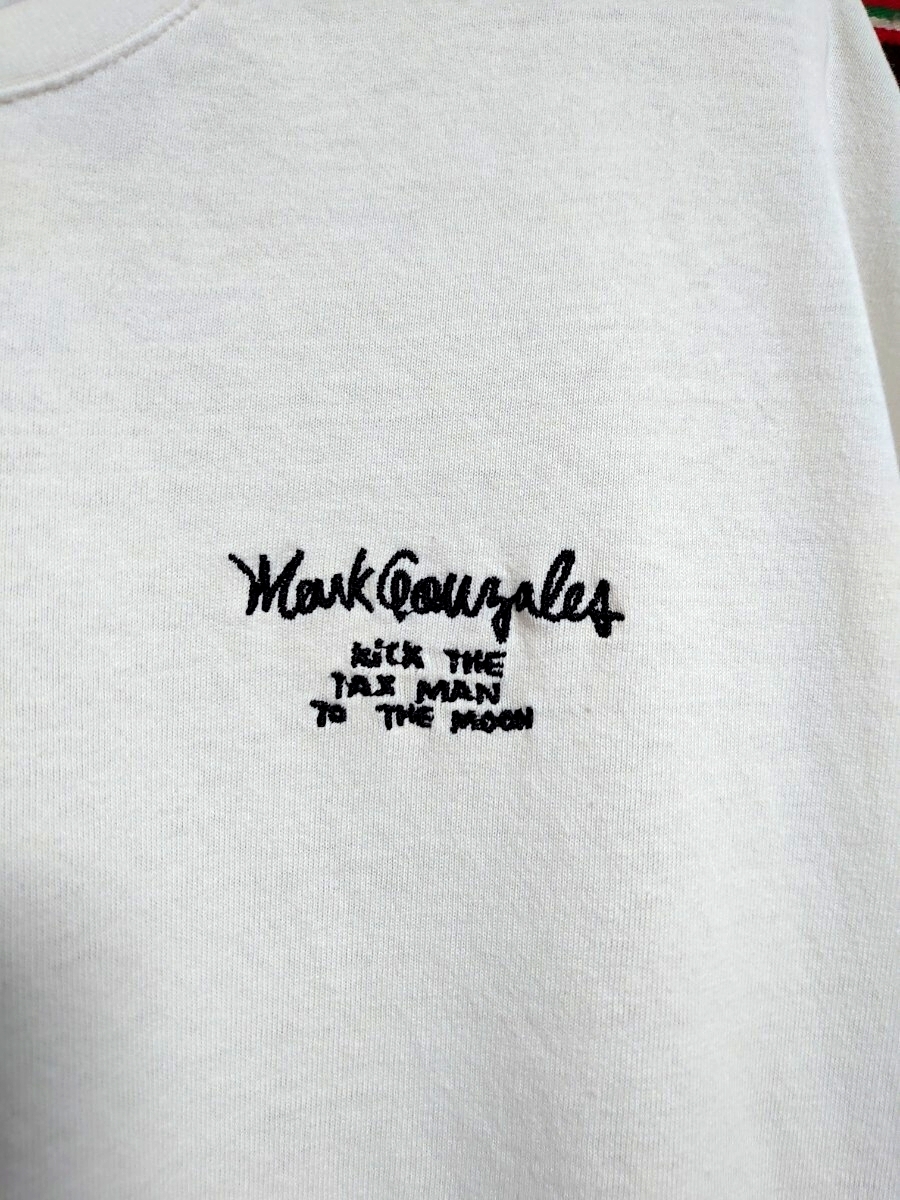 Mark Gonzales
KiCK THE
TAX MAN
TO THE MOON